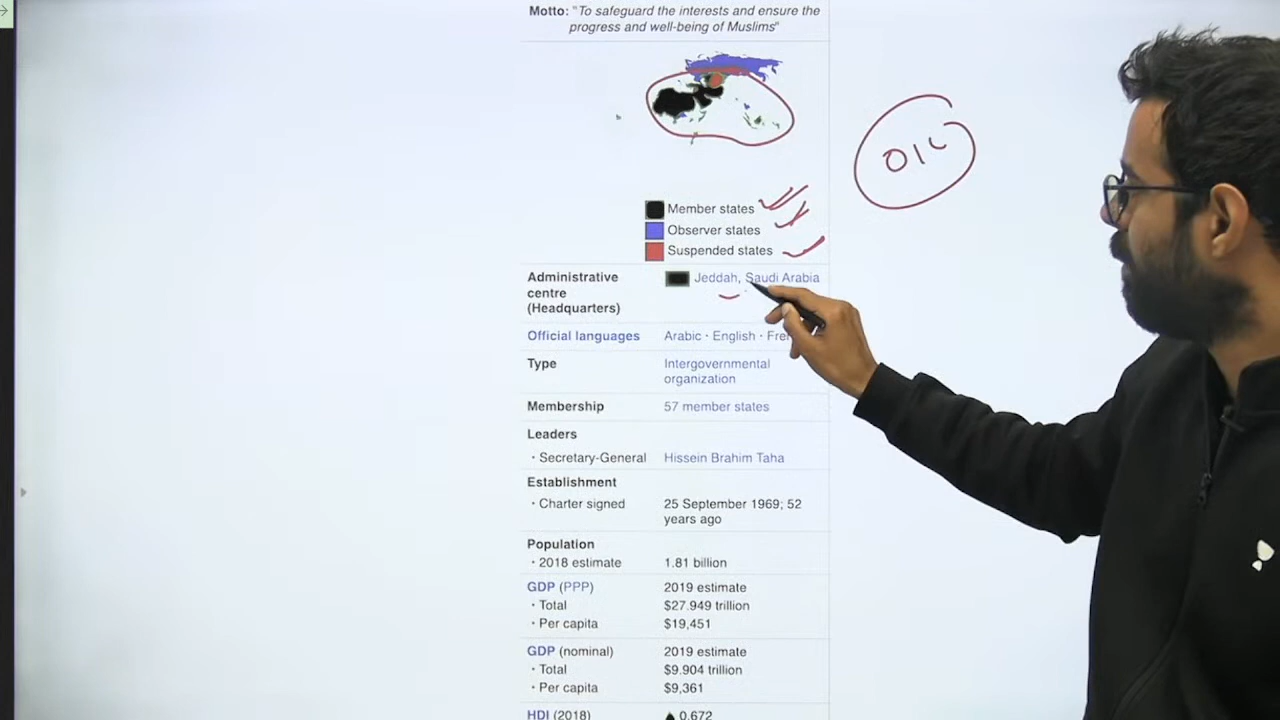 Motto: "To safeguard the interests and ensure the
progress and well-being of Muslims"
OIC
Member states
Observer states
Suspended states
Administrative
centre
(Headquarters)
Jeddah, Saudi Arabia
Official languages
Arabic · English · Fre
Type
Intergovernmental
organization
Membership
57 member states
Leaders
· Secretary-General
Hissein Brahim Taha
Establishment
· Charter signed
25 September 1969; 52
years ago
Population
· 2018 estimate
1.81 billion
GDP (PPP)
2019 estimate
· Total
$27.949 trillion
· Per capita
$19,451
GDP (nominal)
2019 estimate
· Total
$9.904 trillion
· Per capita
$9,361
HDI (2018)
▲ 0.672